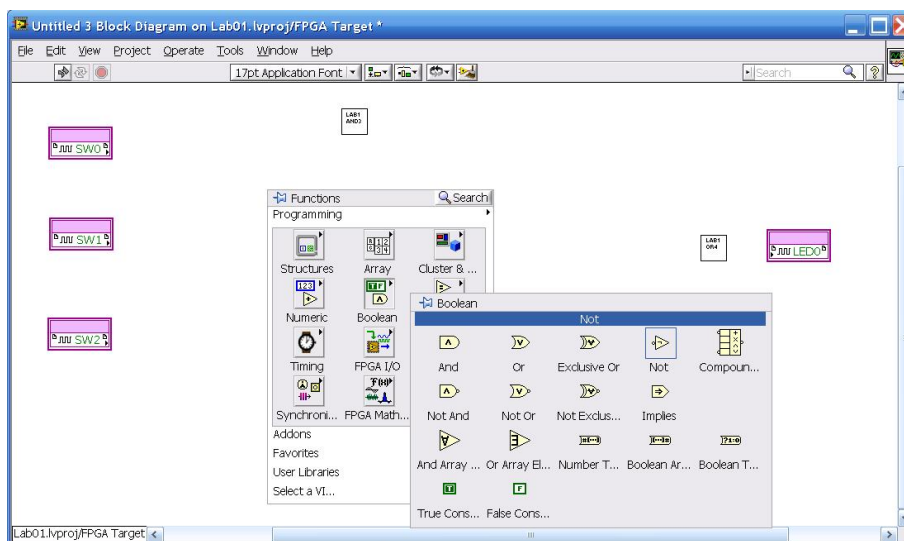 Untitled 3 Block Diagram on Lab01.lvproj/FPGA Target *
File Edit View Project Operate Tools Window Help
17pt Application Font
Search
LAB1
AND3
SW0
Functions
Search
Programming
SW1
LAB1
OR4
LED0
Structures Array Cluster & ...
Boolean
Not
Numeric Boolean
SW2
Timing FPGA I/O
And Or Exclusive Or Not Compoun...
Synchroni... FPGA Math...
Not And Not Or Not Exclus... Implies
Addons
Favorites
User Libraries
Select a VI...
And Array ... Or Array El... Number T... Boolean Ar... Boolean T...
True Cons... False Cons...
Lab01.lvproj/FPGA Target